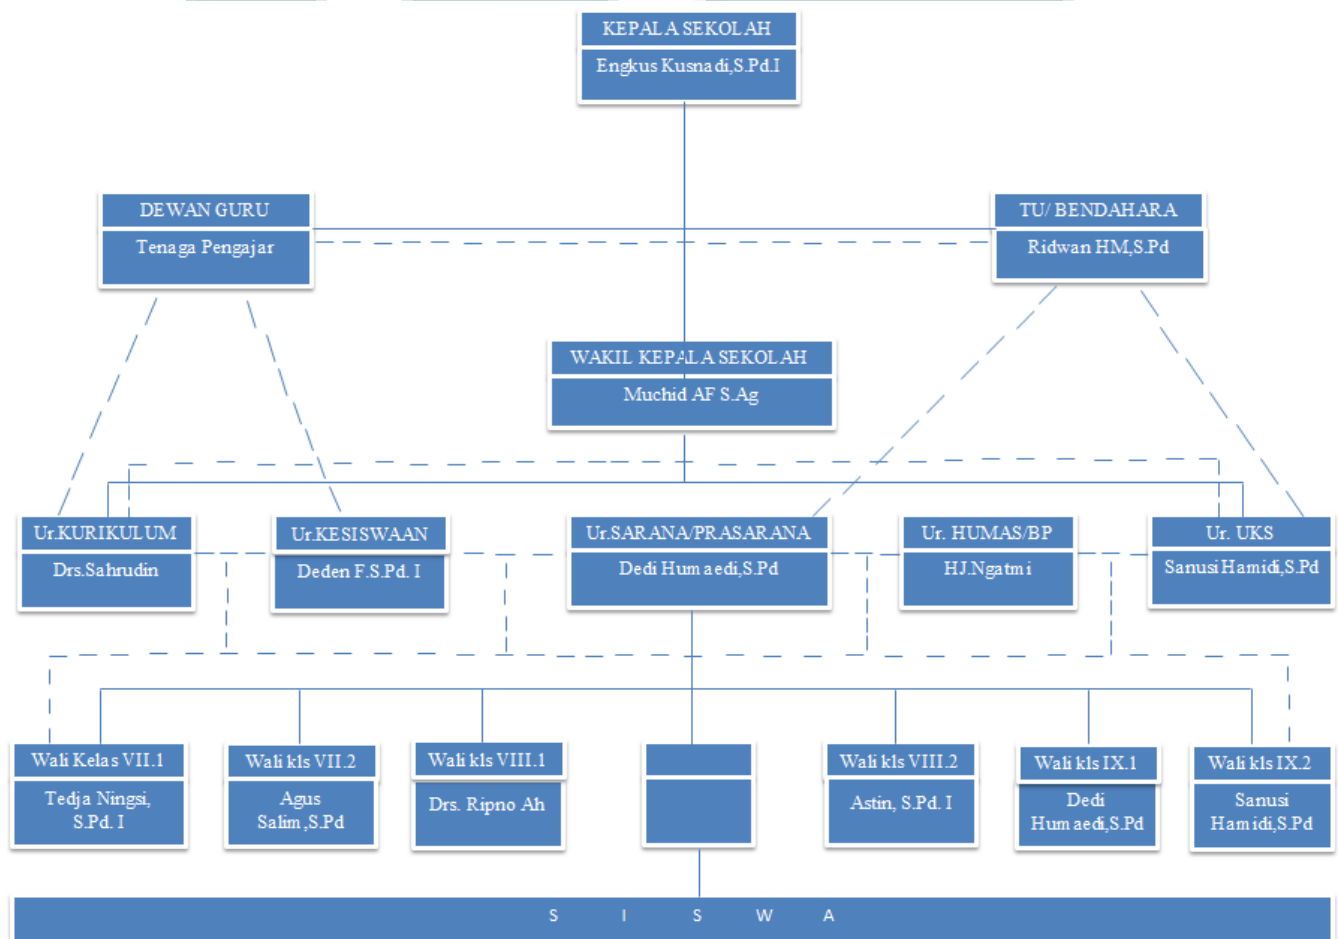 KEPALA SEKOLAH
Engkus Kusnadi,S.Pd.I
DEWAN GURU
Tenaga Pengajar
TU/ BENDAHARA
Ridwan HM,S.Pd
WAKIL KEPALA SEKOLAH
Muchid AF S.Ag
Ur.KURIKULUM
Drs.Sahrudin
Ur.KESISWAAN
Deden F.S.Pd. I
Ur.SARANA/PRASARANA
Dedi Humaedi,S.Pd
Ur. HUMAS/BP
HJ.Ngatmi
Ur. UKS
Sanusi Hamidi,S.Pd
Wali Kelas VII.1
Tedja Ningsi,
S.Pd. I
Wali kls VII.2
Agus
Salim,S.Pd
Wali kls VIII.1
Drs. Ripno Ah
Wali kls VIII.2
Astin, S.Pd. I
Wali kls IX.1
Dedi
Humaedi,S.Pd
Wali kls IX.2
Sanusi
Hamidi,S.Pd
S I S W A